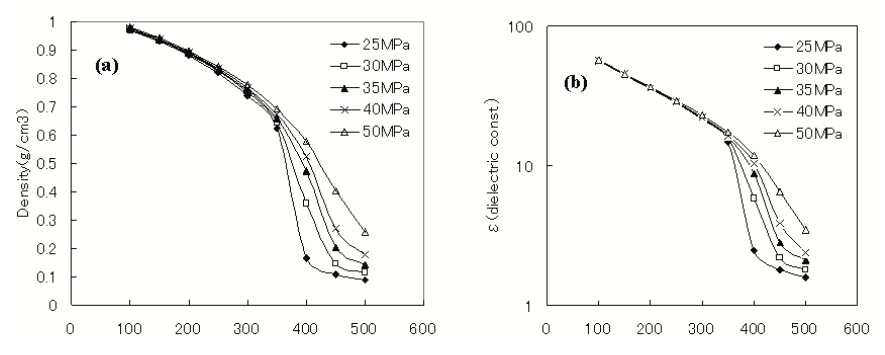 1
0.9
0.8
0.7
0.6
0.5
0.4
0.3
0.2
0.1
0
Density(g/cm3)
(a)
25MPa
30MPa
35MPa
40MPa
50MPa
0 100 200 300 400 500 600
100
10
1
ε(dielectric const.)
(b)
25MPa
30MPa
35MPa
40MPa
50MPa
0 100 200 300 400 500 600